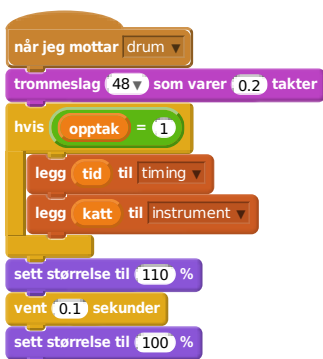 når jeg mottar drum
trommeslag 48 som varer 0.2 takter
hvis opptak = 1
legg tid til timing
legg katt til instrument
sett størrelse til 110 %
vent 0.1 sekunder
sett størrelse til 100 %